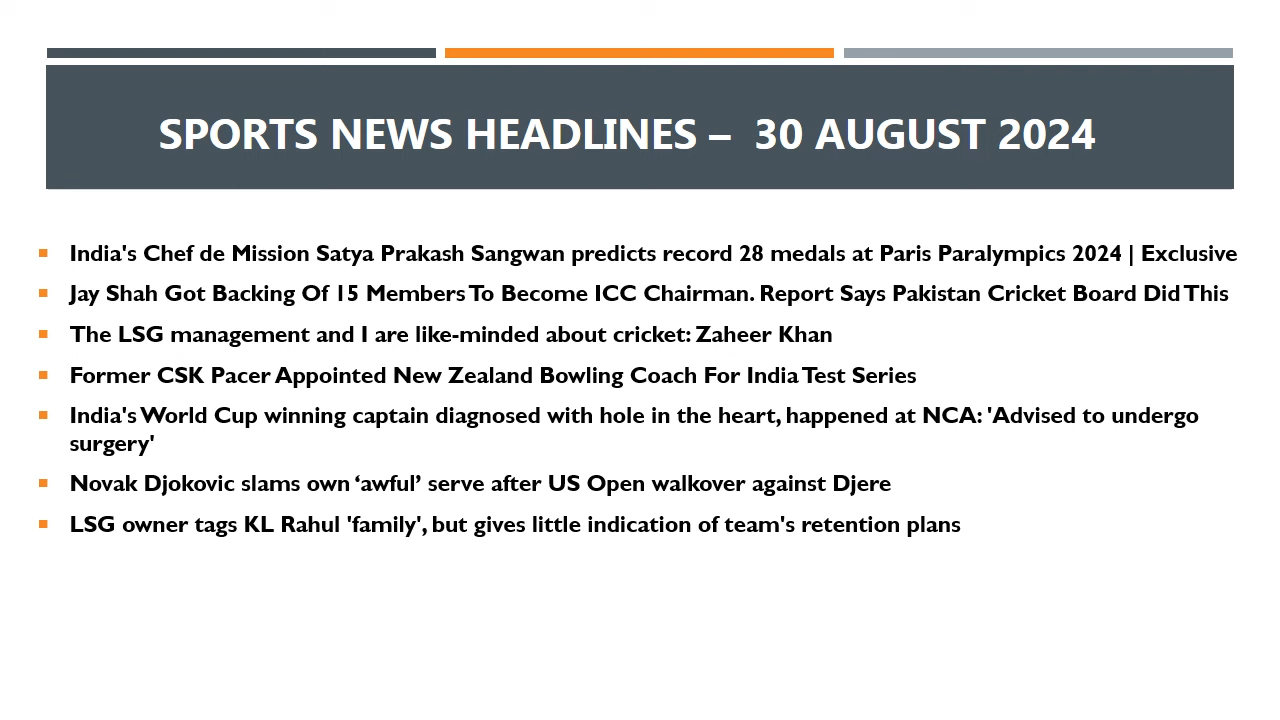 SPORTS NEWS HEADLINES – 30 AUGUST 2024
India's Chef de Mission Satya Prakash Sangwan predicts record 28 medals at Paris Paralympics 2024 | Exclusive
Jay Shah Got Backing Of 15 Members To Become ICC Chairman. Report Says Pakistan Cricket Board Did This
The LSG management and I are like-minded about cricket: Zaheer Khan
Former CSK Pacer Appointed New Zealand Bowling Coach For India Test Series
India's World Cup winning captain diagnosed with hole in the heart, happened at NCA: 'Advised to undergo
surgery'
Novak Djokovic slams own ‘awful’ serve after US Open walkover against Djere
LSG owner tags KL Rahul 'family', but gives little indication of team's retention plans